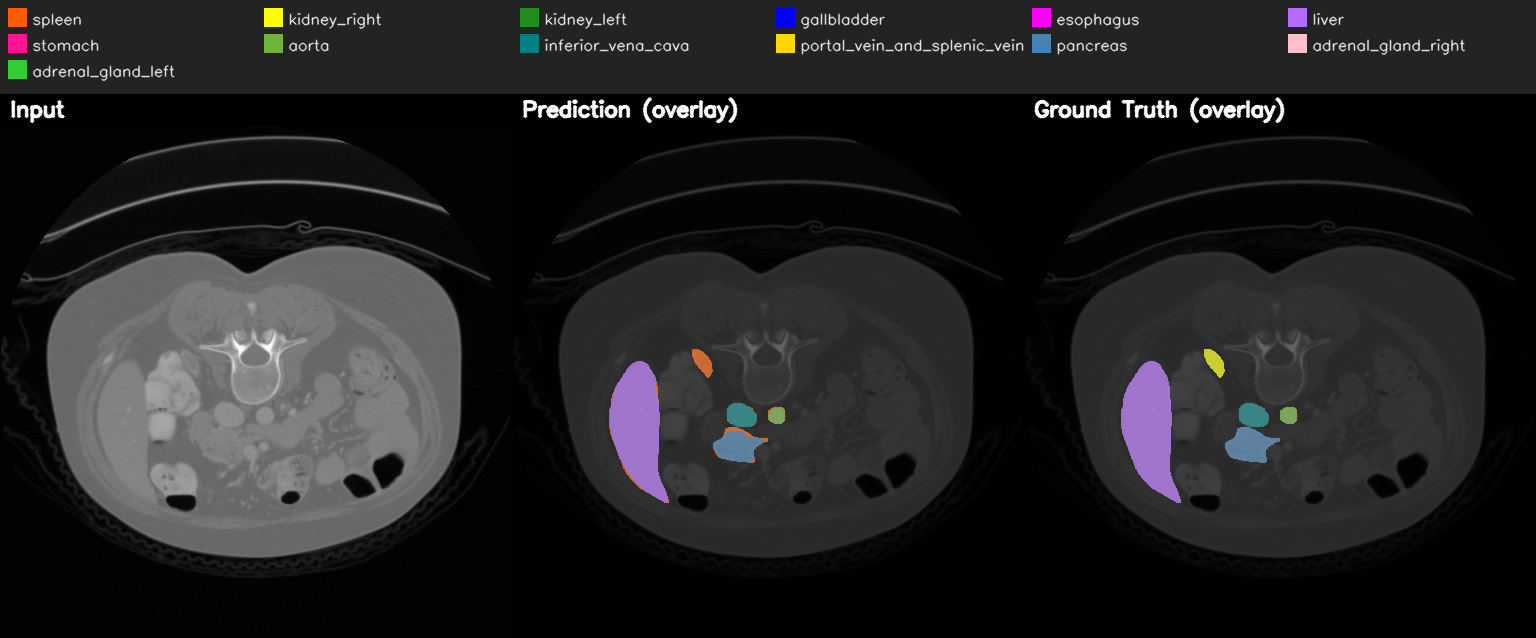 spleen kidney_right kidney_left gallbladder esophagus liver
stomach aorta inferior_vena_cava portal_vein_and_splenic_vein pancreas adrenal_gland_right
adrenal_gland_left
Input Prediction (overlay) Ground Truth (overlay)